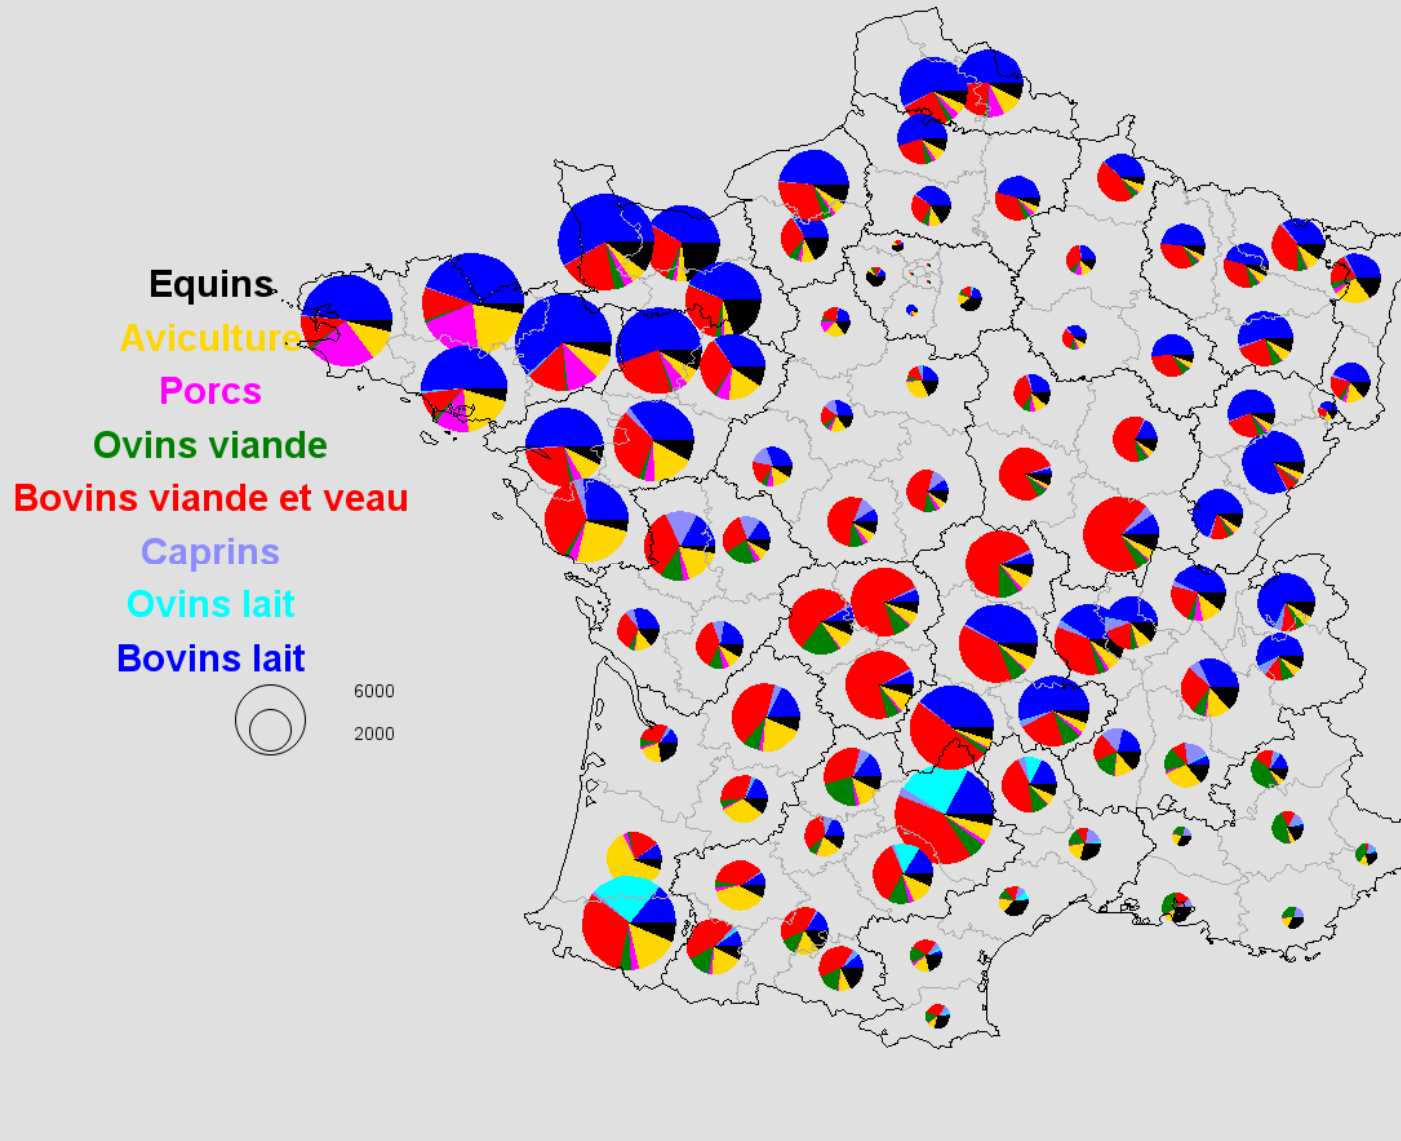 Equins
Aviculture
Porcs
Ovins viande
Bovins viande et veau
Caprins
Ovins lait
Bovins lait
6000
2000